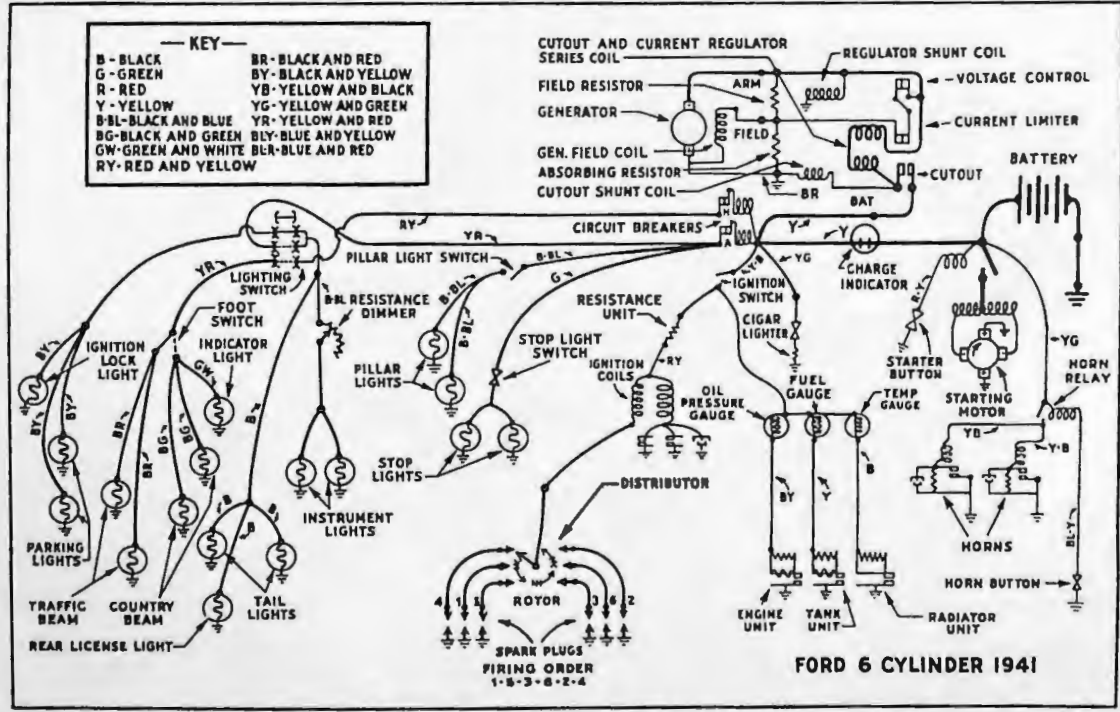 — KEY —
B - BLACK
G - GREEN
R - RED
Y - YELLOW
B-BL-BLACK AND BLUE
BG-BLACK AND GREEN
GW-GREEN AND WHITE
RY-RED AND YELLOW
BR-BLACK AND RED
BY-BLACK AND YELLOW
YB-YELLOW AND BLACK
YG-YELLOW AND GREEN
YR-YELLOW AND RED
BLY-BLUE AND YELLOW
BLR-BLUE AND RED
CUTOUT AND CURRENT REGULATOR
SERIES COIL
FIELD RESISTOR
GENERATOR
GEN. FIELD COIL
ABSORBING RESISTOR
CUTOUT SHUNT COIL
ARM
FIELD
BR
REGULATOR SHUNT COIL
VOLTAGE CONTROL
CURRENT LIMITER
CUTOUT
BAT
BATTERY
RY
YR
CIRCUIT BREAKERS
H
A
Y
Y
CHARGE
INDICATOR
YR
LIGHTING
SWITCH
PILLAR LIGHT SWITCH
B-BL
G
Y-B
YG
IGNITION
SWITCH
R-Y
FOOT
SWITCH
B-BL
RESISTANCE
DIMMER
B-BL
B-BL
RESISTANCE
UNIT
CIGAR
LIGHTER
STARTER
BUTTON
STARTING
MOTOR
YG
HORN
RELAY
BY
IGNITION
LOCK
LIGHT
INDICATOR
LIGHT
GW
STOP LIGHT
SWITCH
PILLAR
LIGHTS
RY
IGNITION
COILS
OIL
PRESSURE
GAUGE
FUEL
GAUGE
TEMP
GAUGE
BY
BY
BR
BR
BG
BG
B
STOP
LIGHTS
YB
Y-B
DISTRIBUTOR
BY
Y
B
INSTRUMENT
LIGHTS
B
B
B
HORNS
BL-Y
PARKING
LIGHTS
TRAFFIC
BEAM
COUNTRY
BEAM
TAIL
LIGHTS
REAR LICENSE LIGHT
ROTOR
4 1 5 3 6 2
SPARK PLUGS
FIRING ORDER
1-5-3-6-2-4
ENGINE
UNIT
TANK
UNIT
RADIATOR
UNIT
HORN BUTTON
FORD 6 CYLINDER 1941